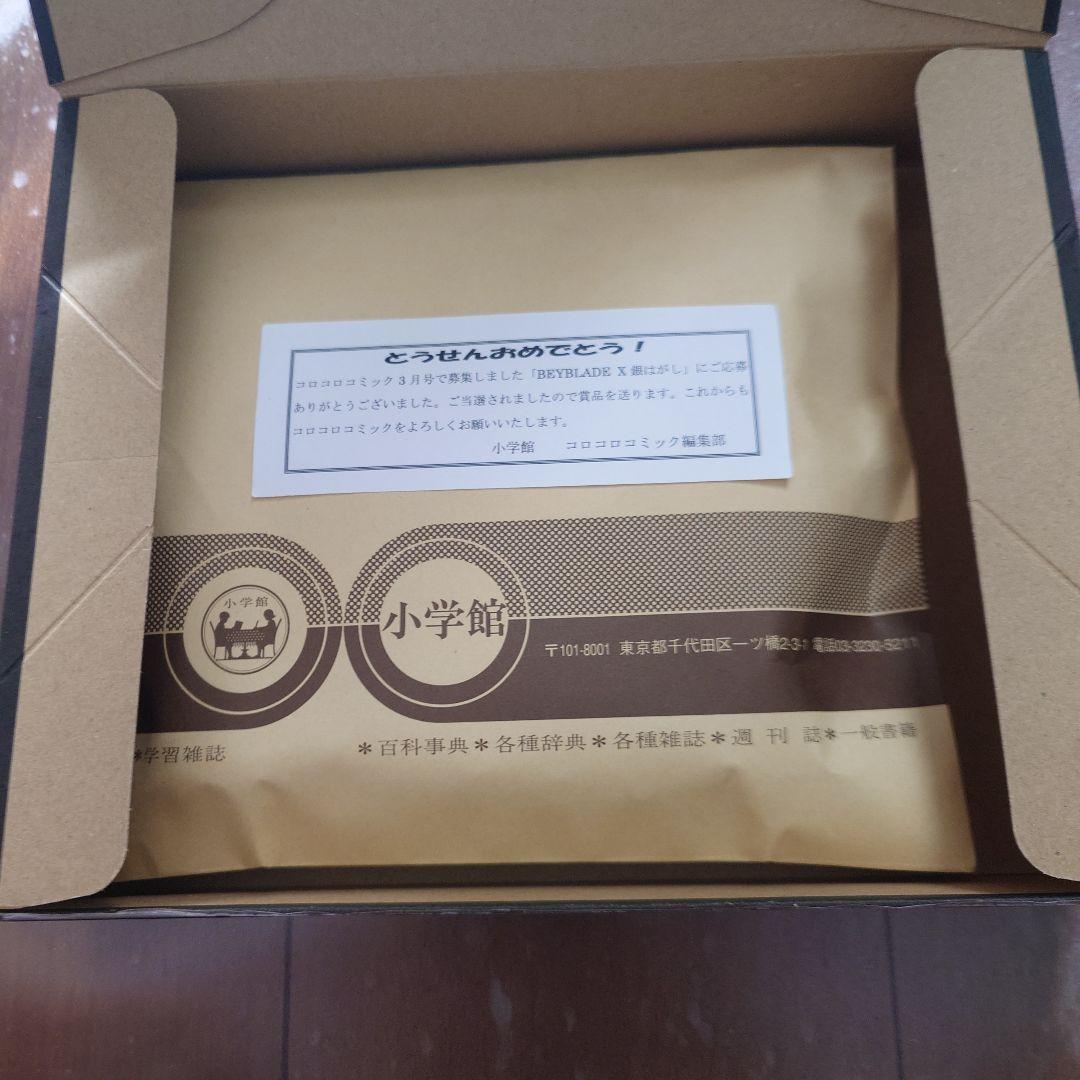 とうせんおめでとう！
コロコロコミック3月号で募集しました「BEYBLADE X 銀はがし」にご応募
ありがとうございました。ご当選されましたので賞品を送ります。これからも
コロコロコミックをよろしくお願いいたします。
小学館　　コロコロコミック編集部
小学館
小学館
〒101-8001 東京都千代田区一ツ橋2-3-1 電話03-3230-5211
*学習雑誌 *百科事典*各種辞典*各種雑誌*週刊誌*一般書籍